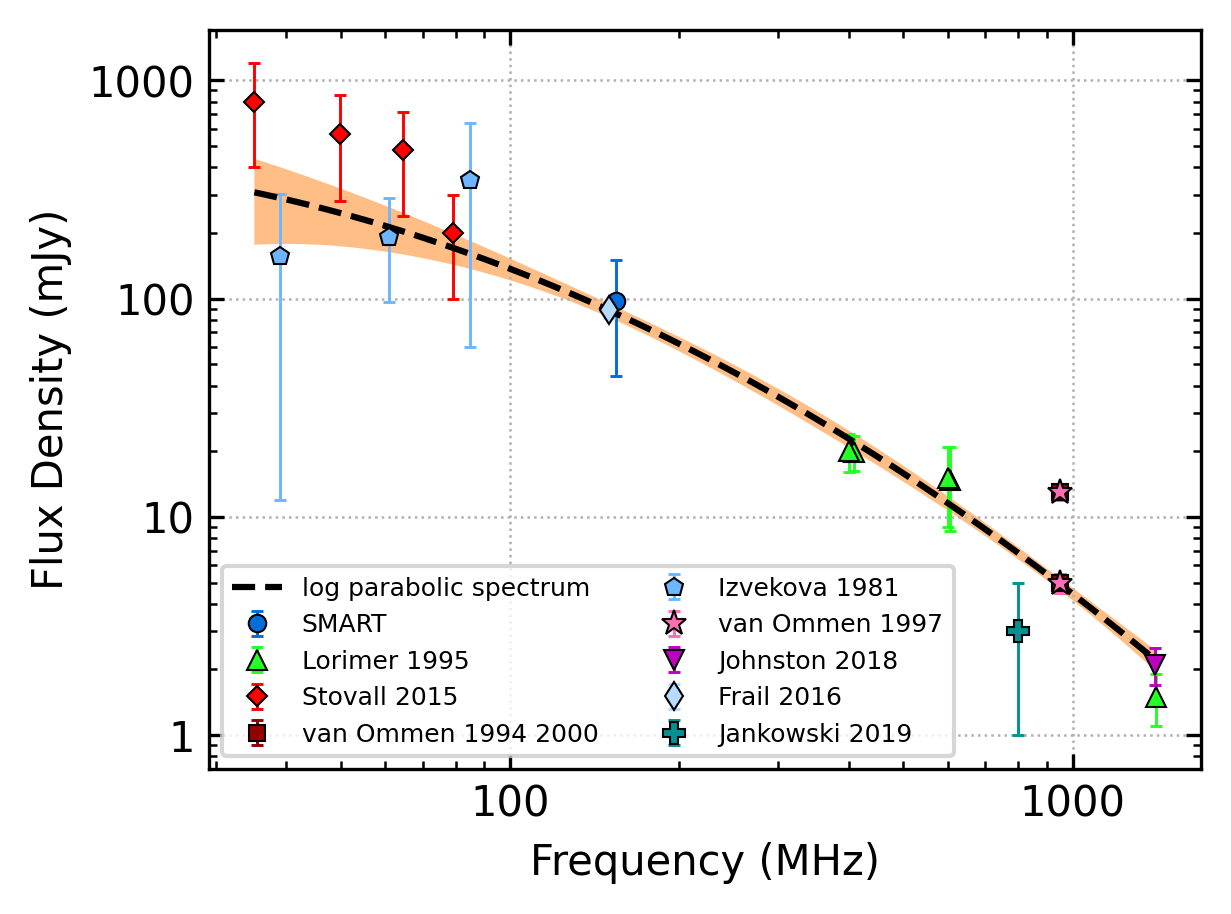 1000
100
10
1
Flux Density (mJy)
log parabolic spectrum
SMART
Lorimer 1995
Stovall 2015
van Ommen 1994 2000
Izvekova 1981
van Ommen 1997
Johnston 2018
Frail 2016
Jankowski 2019
100
1000
Frequency (MHz)